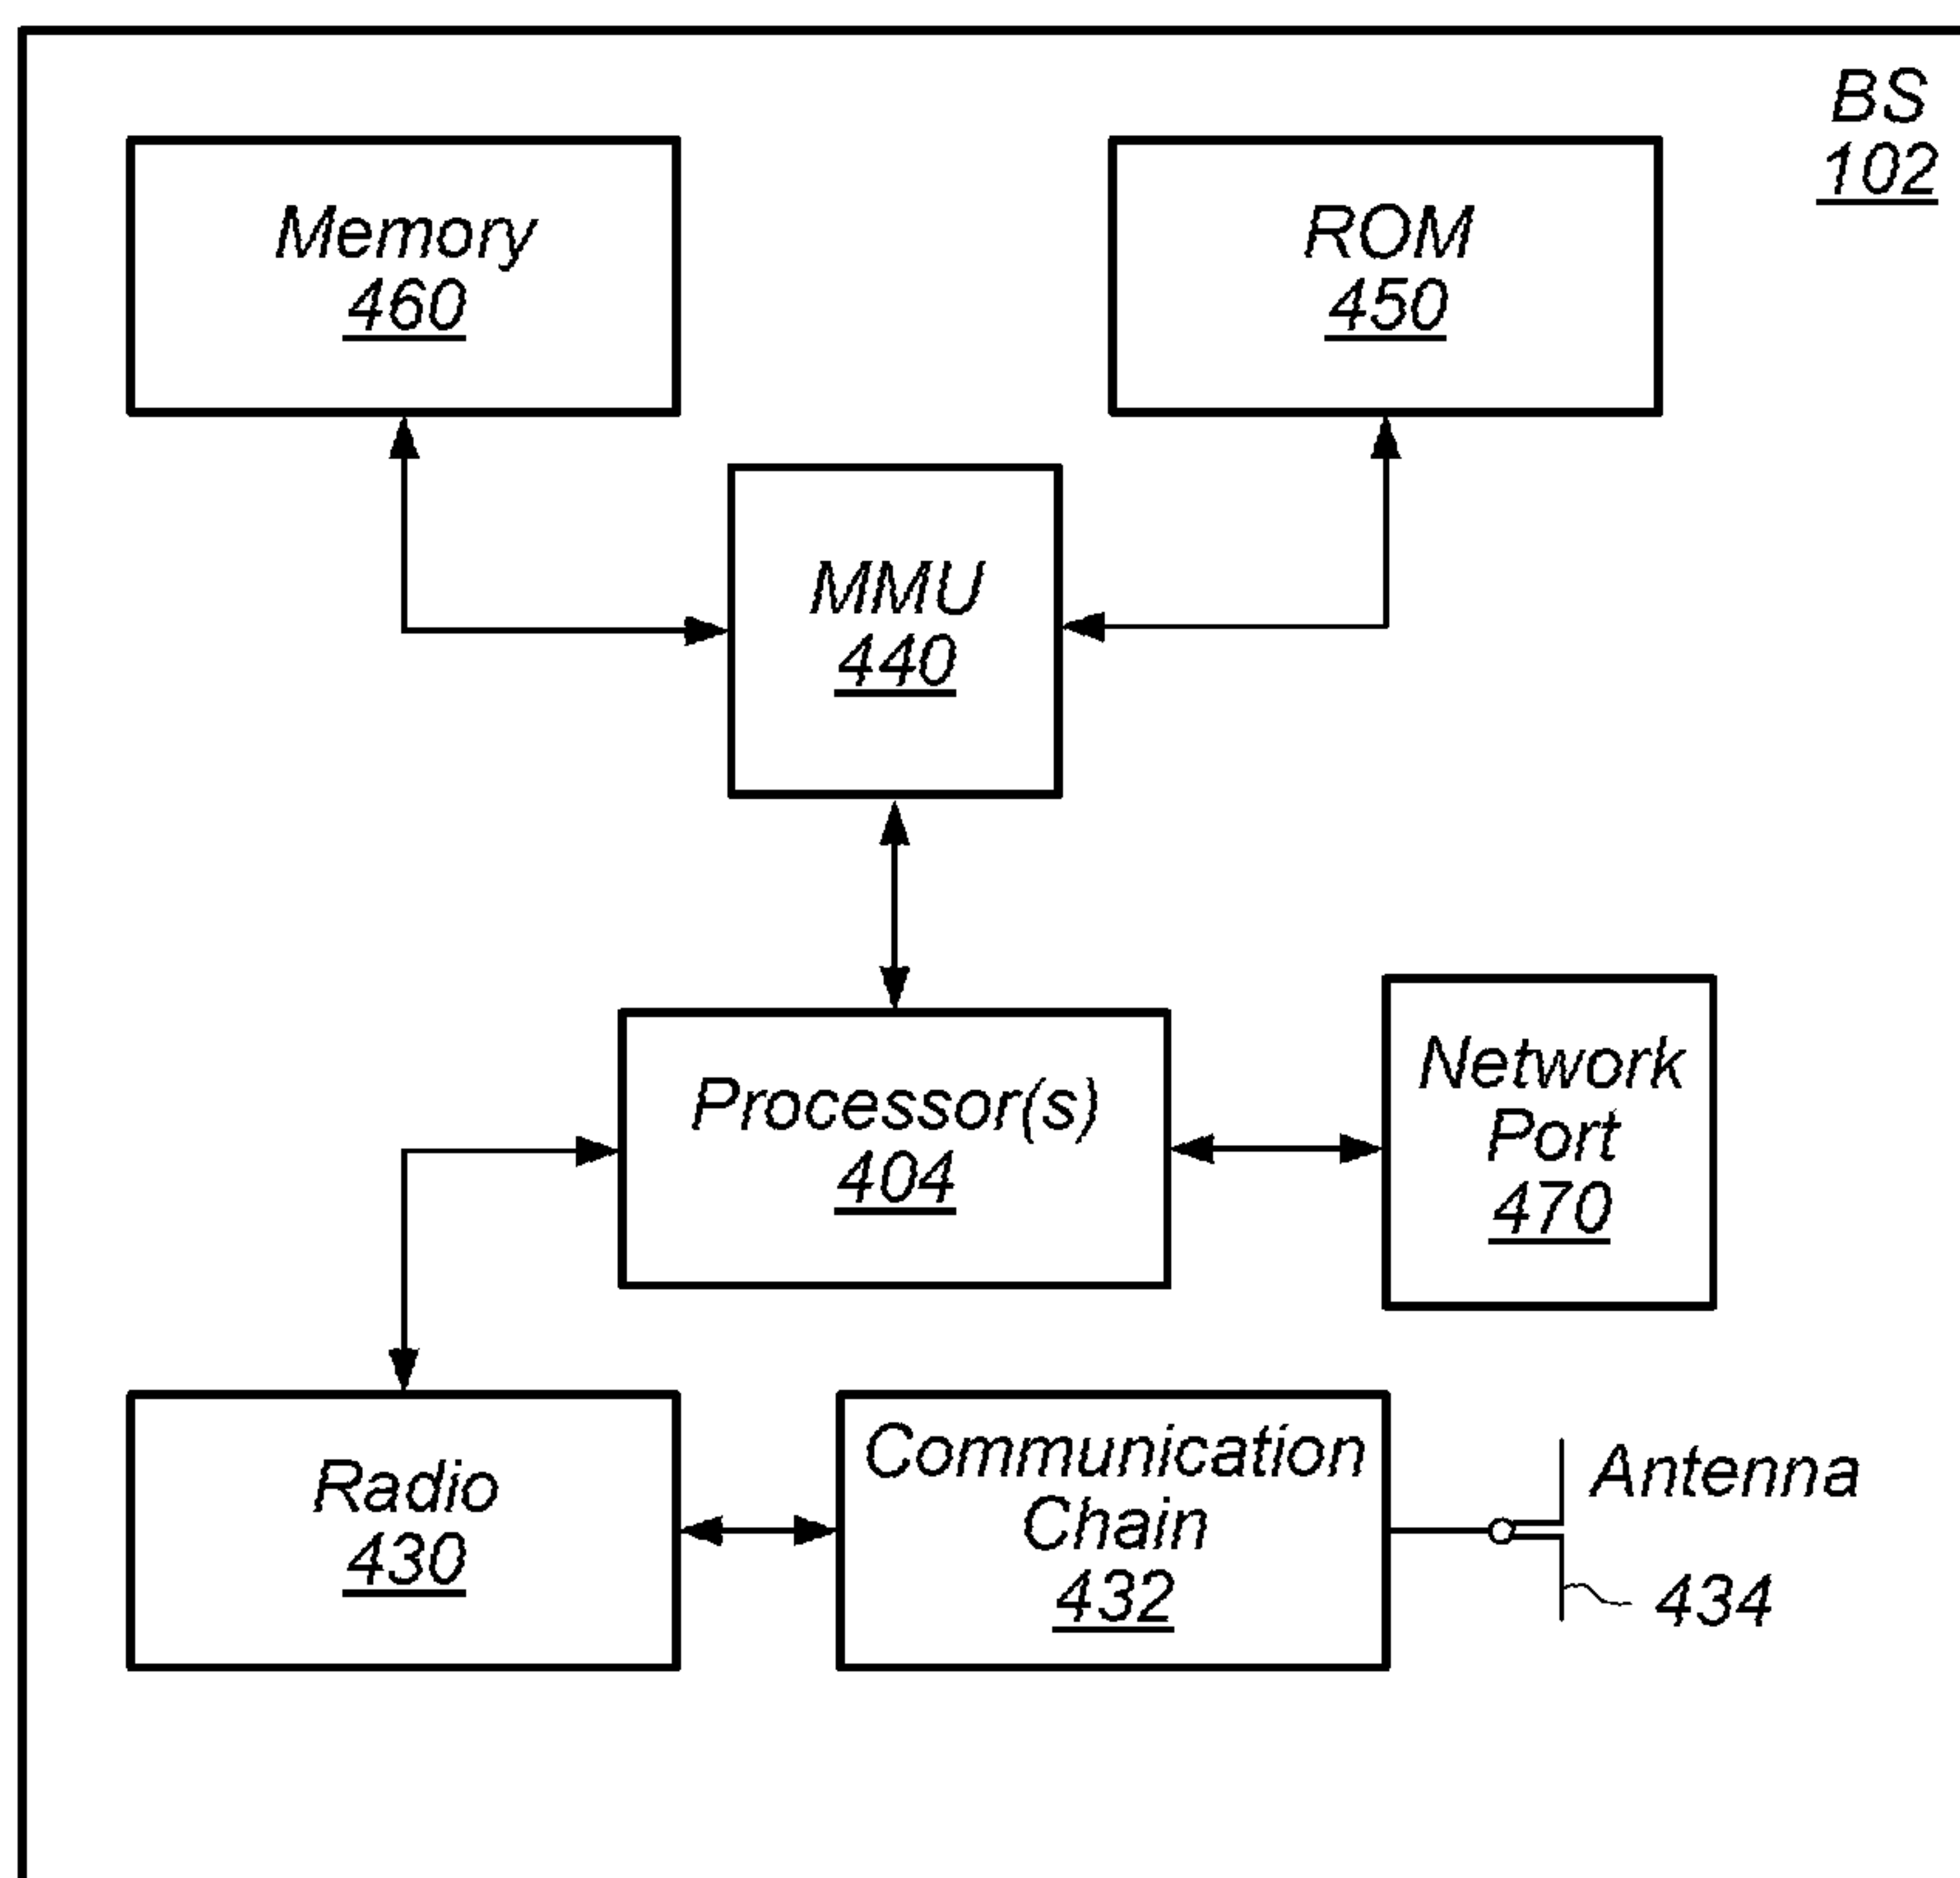 BS
102
Memory
460
ROM
450
MMU
440
Processor(s)
404
Network
Port
470
Radio
430
Communication
Chain
432
Antenna
434